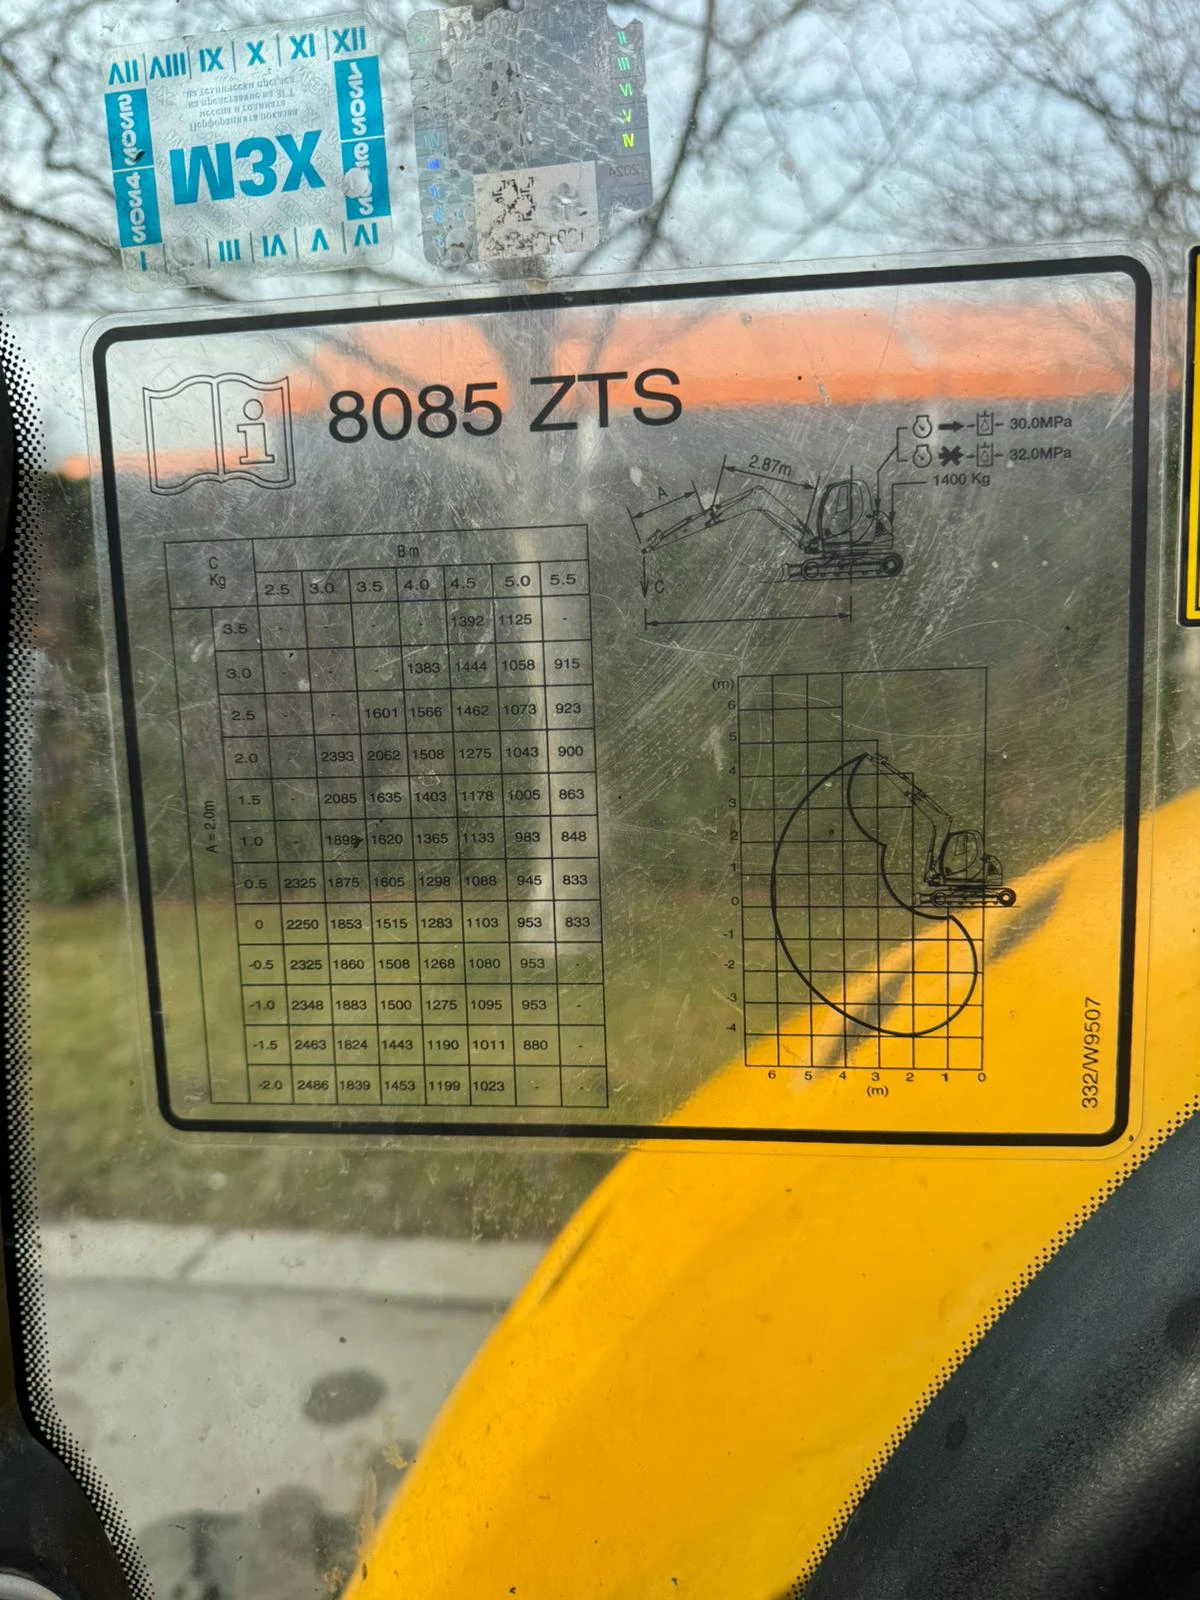 VII VIII IX X XI XII
МЗХ
I III IV V VI
2024
8085 ZTS
30.0MPa
32.0MPa
1400 Kg
2.87m
A
C
C
Kg
B m
2.5 3.0 3.5 4.0 4.5 5.0 5.5
A = 2.0m
3.5 - - - - 1392 1125 -
3.0 - - - 1383 1444 1058 915
2.5 - - 1601 1566 1462 1073 923
2.0 - 2393 2062 1508 1275 1043 900
1.5 - 2085 1635 1403 1178 1005 863
1.0 - 1898 1620 1365 1133 983 848
0.5 2325 1875 1605 1298 1088 945 833
0 2250 1853 1515 1283 1103 953 833
-0.5 2325 1860 1508 1268 1080 953 -
-1.0 2348 1883 1500 1275 1095 953 -
-1.5 2463 1824 1443 1190 1011 880 -
-2.0 2486 1839 1453 1199 1023 - -
(m)
6
5
4
3
2
1
0
-1
-2
-3
-4
6 5 4 3 2 1 0
(m)
332/W9507